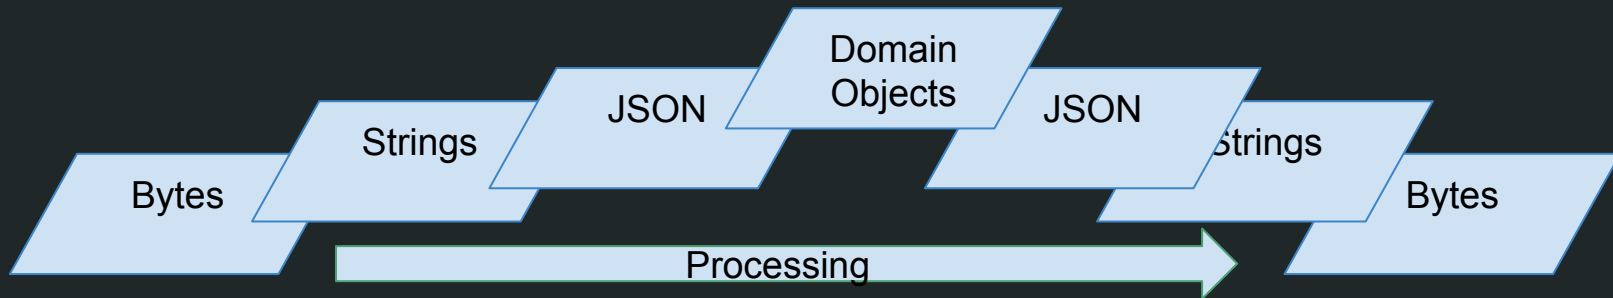 Bytes
Strings
JSON
Domain
Objects
JSON
Strings
Bytes
Processing